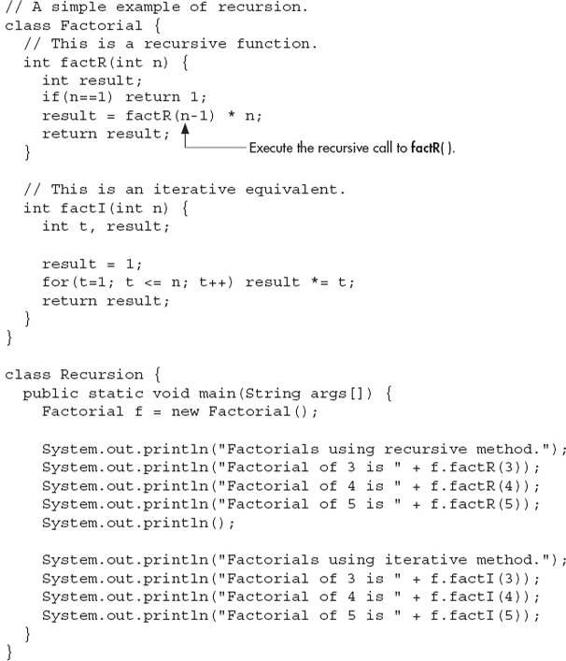 // A simple example of recursion.
class Factorial {
  // This is a recursive function.
  int factR(int n) {
    int result;
    if(n==1) return 1;
    result = factR(n-1) * n;
    return result;
Execute the recursive call to factR( ).
  }

  // This is an iterative equivalent.
  int factI(int n) {
    int t, result;

    result = 1;
    for(t=1; t <= n; t++) result *= t;
    return result;
  }
}

class Recursion {
  public static void main(String args[]) {
    Factorial f = new Factorial();

    System.out.println("Factorials using recursive method.");
    System.out.println("Factorial of 3 is " + f.factR(3));
    System.out.println("Factorial of 4 is " + f.factR(4));
    System.out.println("Factorial of 5 is " + f.factR(5));
    System.out.println();

    System.out.println("Factorials using iterative method.");
    System.out.println("Factorial of 3 is " + f.factI(3));
    System.out.println("Factorial of 4 is " + f.factI(4));
    System.out.println("Factorial of 5 is " + f.factI(5));
  }
}